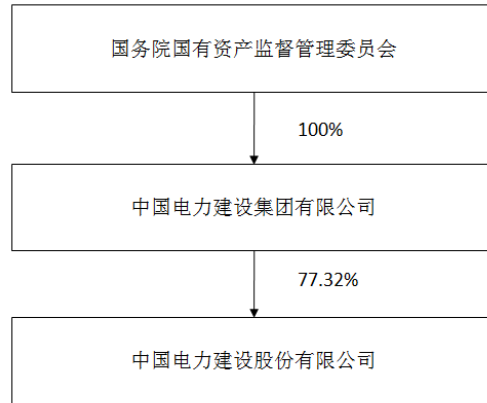 国务院国有资产监督管理委员会
100%
中国电力建设集团有限公司
77.32%
中国电力建设股份有限公司